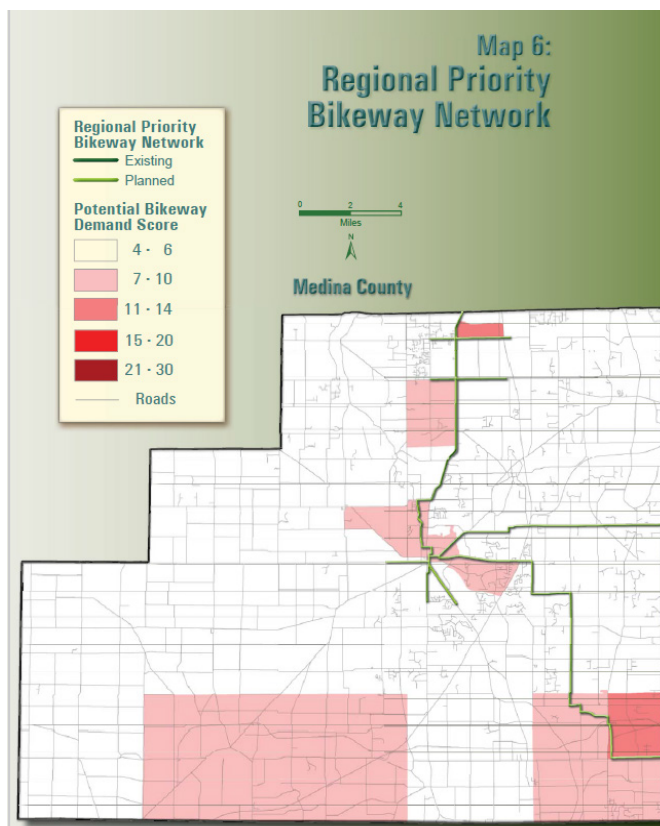 Map 6:
Regional Priority
Bikeway Network
Regional Priority
Bikeway Network
Existing
Planned
Potential Bikeway
Demand Score
4 - 6
7 - 10
11 - 14
15 - 20
21 - 30
Roads
0 2 4
Miles
N
Medina County